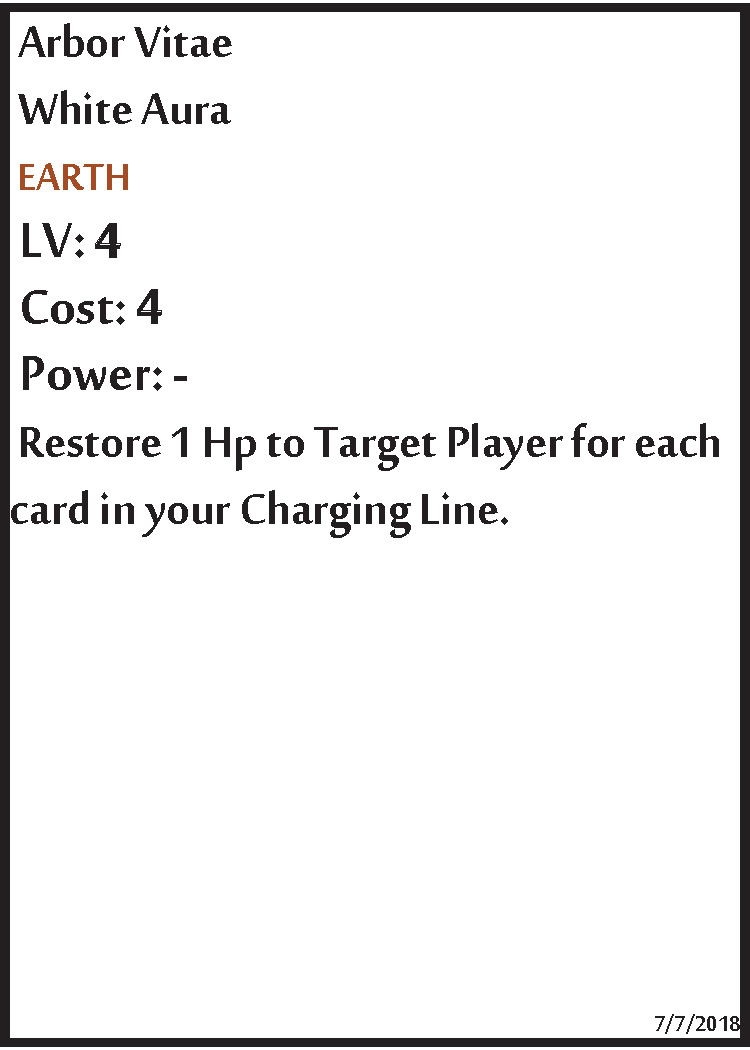 Arbor Vitae
White Aura
EARTH
LV: 4
Cost: 4
Power: -
Restore 1 Hp to Target Player for each
card in your Charging Line.
7/7/2018